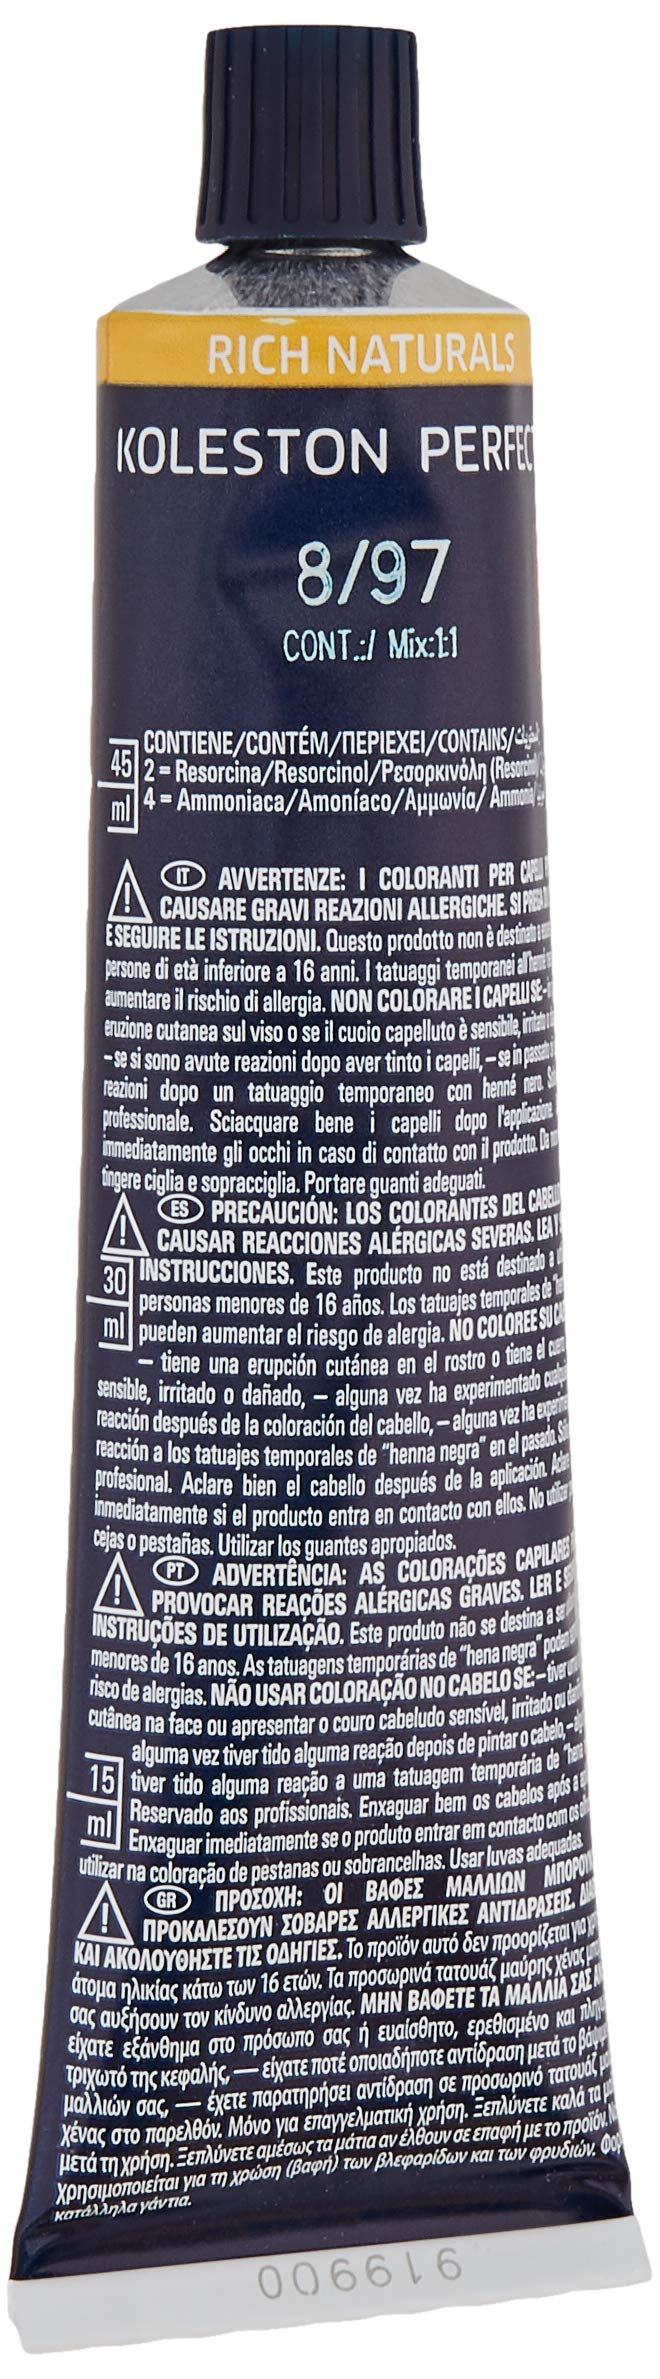 RICH NATURALS
KOLESTON PERFECT
8/97
CONT.:/ Mix:1:1
45
ml
CONTIENE/CONTÉM/ΠΕΡΙΕΧΕΙ/CONTAINS/
2 = Resorcina/Resorcinol/Ρεσορκινόλη (Resorcinol)/
4 = Ammoniaca/Amoníaco/Αμμωνία/ Ammonia/
IT AVVERTENZE: I COLORANTI PER CAPELLI
CAUSARE GRAVI REAZIONI ALLERGICHE. SI PREGA DI
E SEGUIRE LE ISTRUZIONI. Questo prodotto non è destinato a
persone di età inferiore a 16 anni. I tatuaggi temporanei all'henné
aumentare il rischio di allergia. NON COLORARE I CAPELLI SE: –
eruzione cutanea sul viso o se il cuoio capelluto è sensibile, irritato o
– se si sono avute reazioni dopo aver tinto i capelli, – se in passato
reazioni dopo un tatuaggio temporaneo con henné nero.
professionale. Sciacquare bene i capelli dopo l'applicazione.
immediatamente gli occhi in caso di contatto con il prodotto. Da non
tingere ciglia e sopracciglia. Portare guanti adeguati.
ES PRECAUCIÓN: LOS COLORANTES DEL CABELLO
CAUSAR REACCIONES ALÉRGICAS SEVERAS. LEA Y
30
ml
INSTRUCCIONES. Este producto no está destinado a
personas menores de 16 años. Los tatuajes temporales de "henna
pueden aumentar el riesgo de alergia. NO COLOREE SU
– tiene una erupción cutánea en el rostro o tiene el cuero
sensible, irritado o dañado, – alguna vez ha experimentado cualquier
reacción después de la coloración del cabello, – alguna vez ha
reacción a los tatuajes temporales de "henna negra" en el pasado.
profesional. Aclare bien el cabello después de la aplicación. Aclare
inmediatamente si el producto entra en contacto con ellos. No utilizar
cejas o pestañas. Utilizar los guantes apropiados.
PT ADVERTÊNCIA: AS COLORAÇÕES CAPILARES
PROVOCAR REAÇÕES ALÉRGICAS GRAVES. LER E
INSTRUÇÕES DE UTILIZAÇÃO. Este produto não se destina a ser
menores de 16 anos. As tatuagens temporárias de "hena negra" podem
risco de alergias. NÃO USAR COLORAÇÃO NO CABELO SE: – tiver
cutânea na face ou apresentar o couro cabeludo sensível, irritado ou
alguma vez tiver tido alguma reação depois de pintar o cabelo, –
15
ml
tiver tido alguma reação a uma tatuagem temporária de "hena
Reservado aos profissionais. Enxaguar bem os cabelos após a
Enxaguar imediatamente se o produto entrar em contacto com os
utilizar na coloração de pestanas ou sobrancelhas. Usar luvas adequadas.
GR ΠΡΟΣΟΧΗ: ΟΙ ΒΑΦΕΣ ΜΑΛΛΙΩΝ ΜΠΟΡΟΥΝ
ΠΡΟΚΑΛΕΣΟΥΝ ΣΟΒΑΡΕΣ ΑΛΛΕΡΓΙΚΕΣ ΑΝΤΙΔΡΑΣΕΙΣ.
ΚΑΙ ΑΚΟΛΟΥΘΗΣΤΕ ΤΙΣ ΟΔΗΓΙΕΣ. Το προϊόν αυτό δεν προορίζεται για
άτομα ηλικίας κάτω των 16 ετών. Τα προσωρινά τατουάζ μαύρης χένας
σας αυξήσουν τον κίνδυνο αλλεργίας. ΜΗΝ ΒΑΦΕΤΕ ΤΑ ΜΑΛΛΙΑ ΣΑΣ ΑΝ
είχατε εξάνθημα στο πρόσωπο σας ή ευαίσθητο, ερεθισμένο και
τριχωτό της κεφαλής, — είχατε ποτέ οποιαδήποτε αντίδραση μετά το
μαλλιών σας, — έχετε παρατηρήσει αντίδραση σε προσωρινό τατουάζ
χένας στο παρελθόν. Μόνο για επαγγελματική χρήση. Ξεπλύνετε καλά τα
μετά τη χρήση. Ξεπλύνετε αμέσως τα μάτια αν έλθουν σε επαφή με το προϊόν.
χρησιμοποιείται για τη χρώση (βαφή) των βλεφαρίδων και των φρυδιών.
κατάλληλα γάντια.
919900